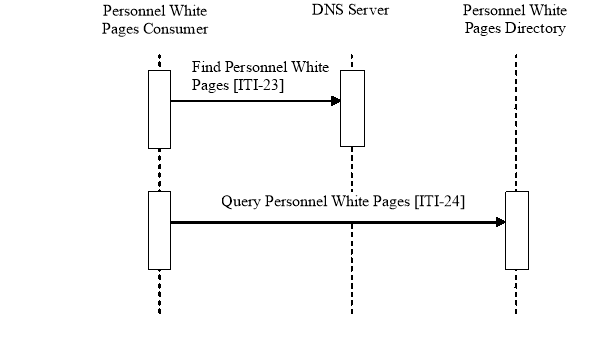 Personnel White
Pages Consumer
DNS Server
Personnel White
Pages Directory
Find Personnel White
Pages [ITI-23]
Query Personnel White Pages [ITI-24]